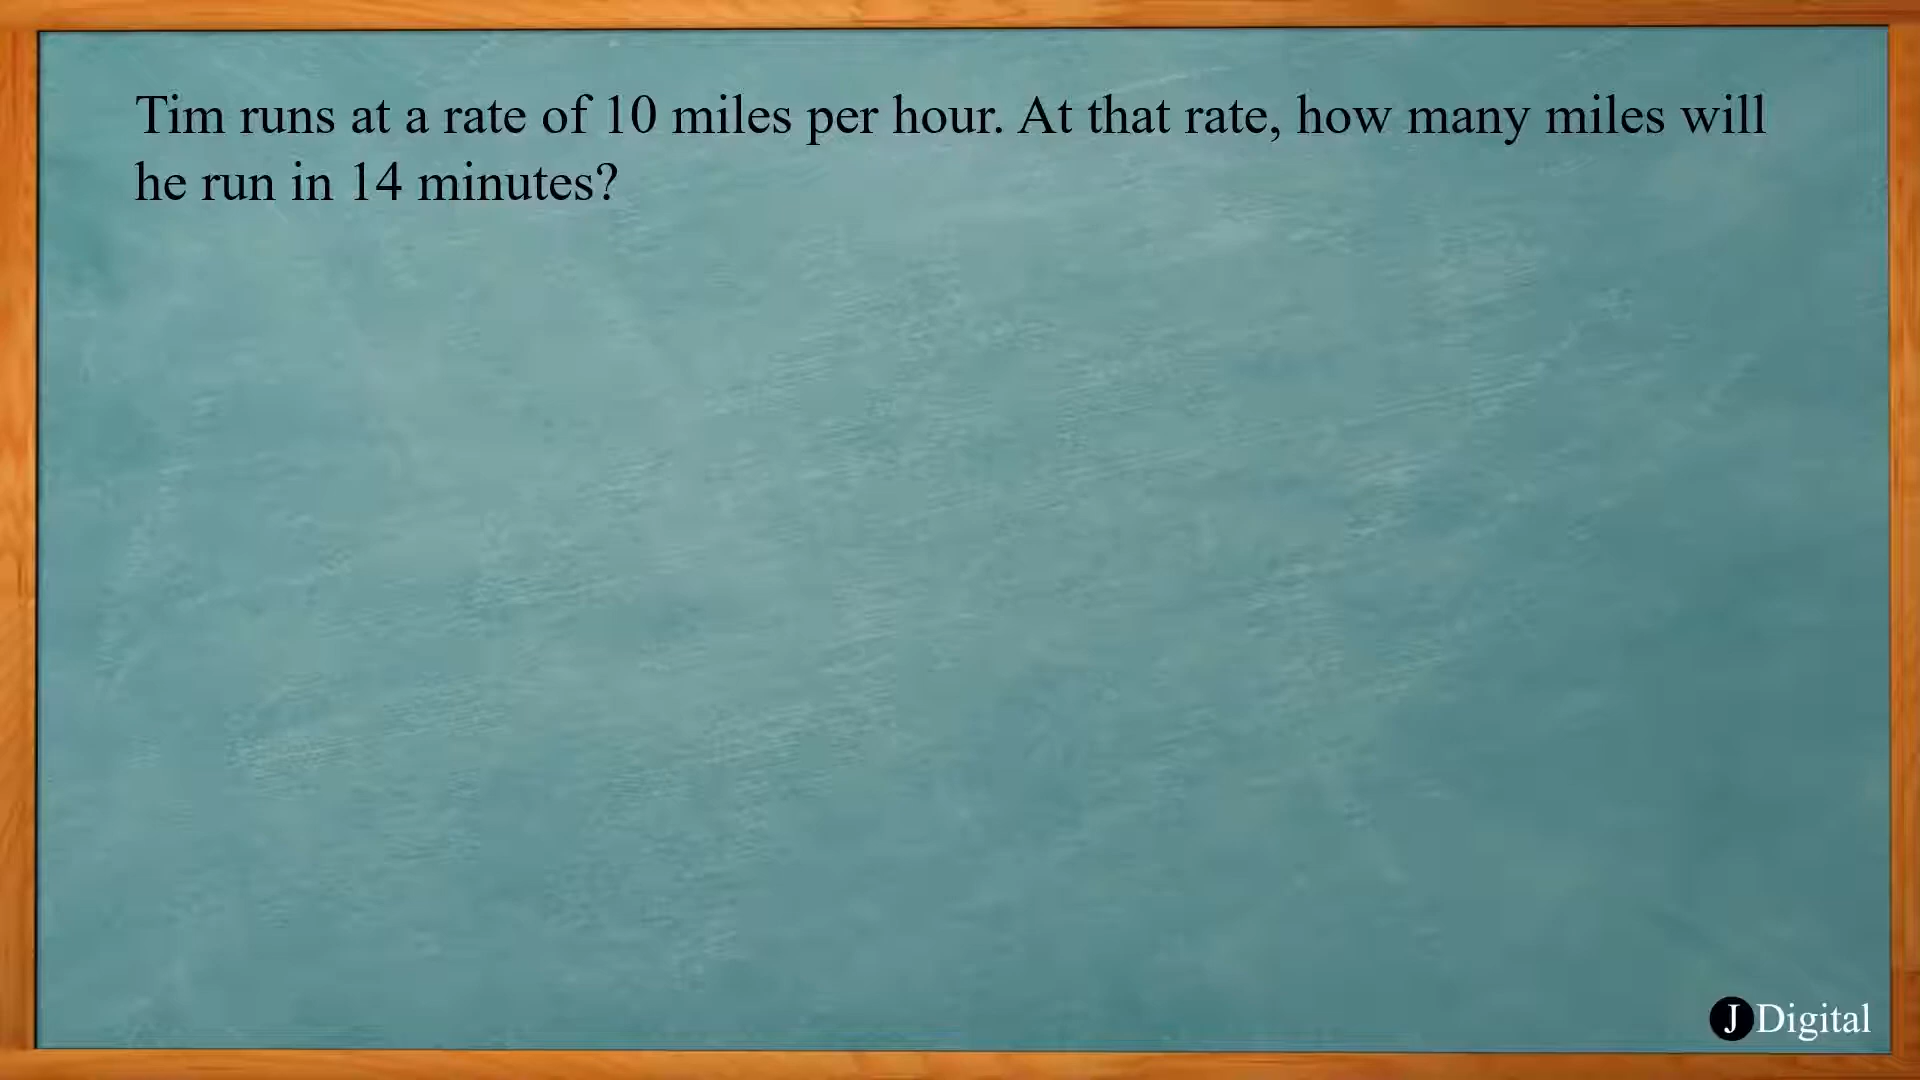 Tim runs at a rate of 10 miles per hour. At that rate, how many miles will
he run in 14 minutes?
J Digital